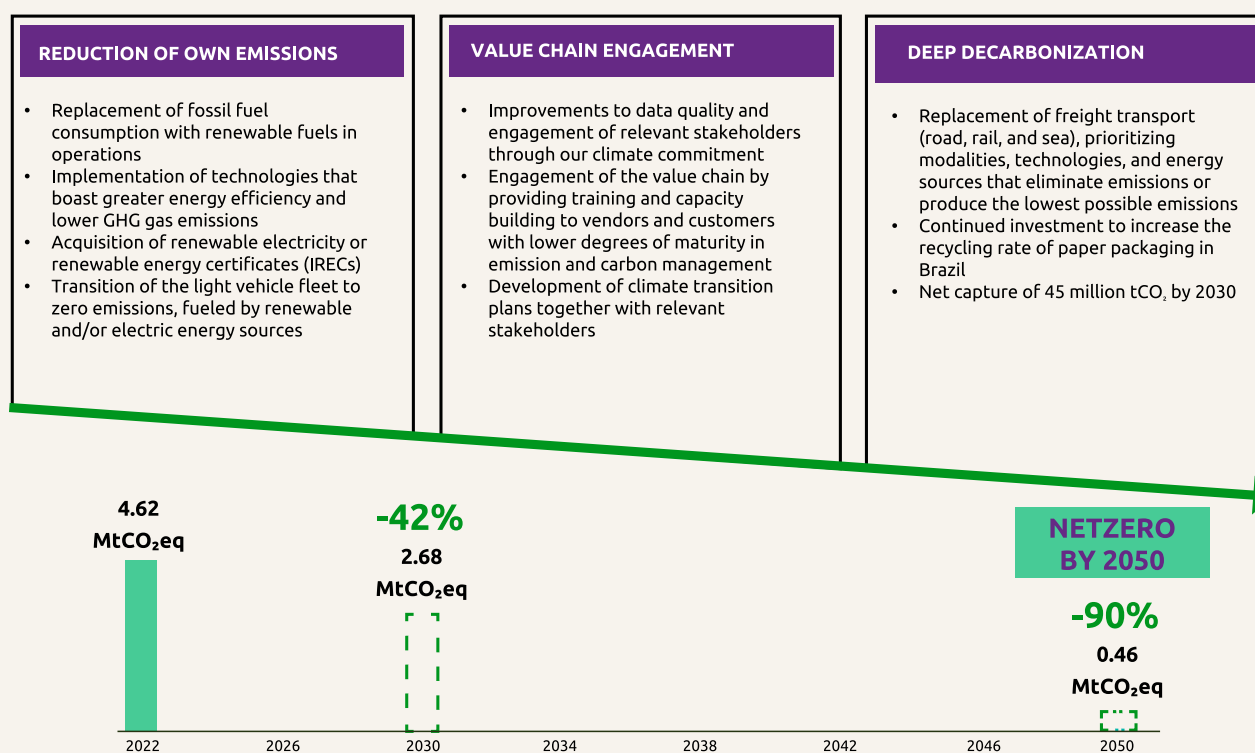 REDUCTION OF OWN EMISSIONS
• Replacement of fossil fuel
consumption with renewable fuels in
operations
• Implementation of technologies that
boast greater energy efficiency and
lower GHG gas emissions
• Acquisition of renewable electricity or
renewable energy certificates (IRECs)
• Transition of the light vehicle fleet to
zero emissions, fueled by renewable
and/or electric energy sources
VALUE CHAIN ENGAGEMENT
• Improvements to data quality and
engagement of relevant stakeholders
through our climate commitment
• Engagement of the value chain by
providing training and capacity
building to vendors and customers
with lower degrees of maturity in
emission and carbon management
• Development of climate transition
plans together with relevant
stakeholders
DEEP DECARBONIZATION
• Replacement of freight transport
(road, rail, and sea), prioritizing
modalities, technologies, and energy
sources that eliminate emissions or
produce the lowest possible emissions
• Continued investment to increase the
recycling rate of paper packaging in
Brazil
• Net capture of 45 million tCO₂ by 2030
4.62
MtCO₂eq
-42%
2.68
MtCO₂eq
NETZERO
BY 2050
-90%
0.46
MtCO₂eq
2022 2026 2030 2034 2038 2042 2046 2050